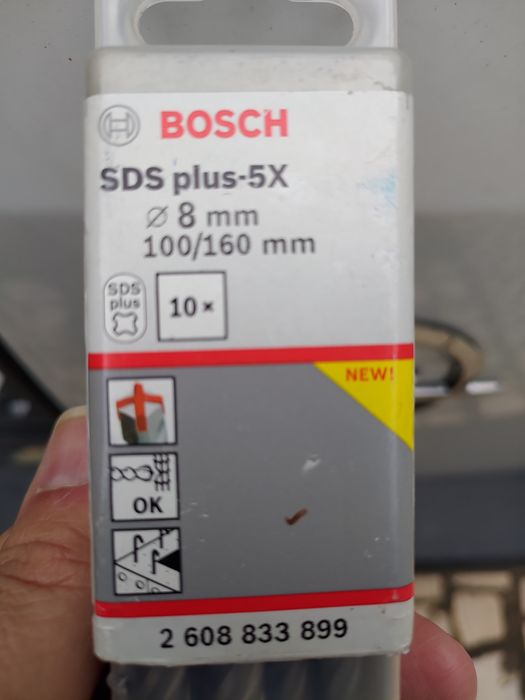 BOSCH
SDS plus-5X
⌀ 8 mm
100/160 mm
SDS
plus
10×
NEW!
OK
2 608 833 899